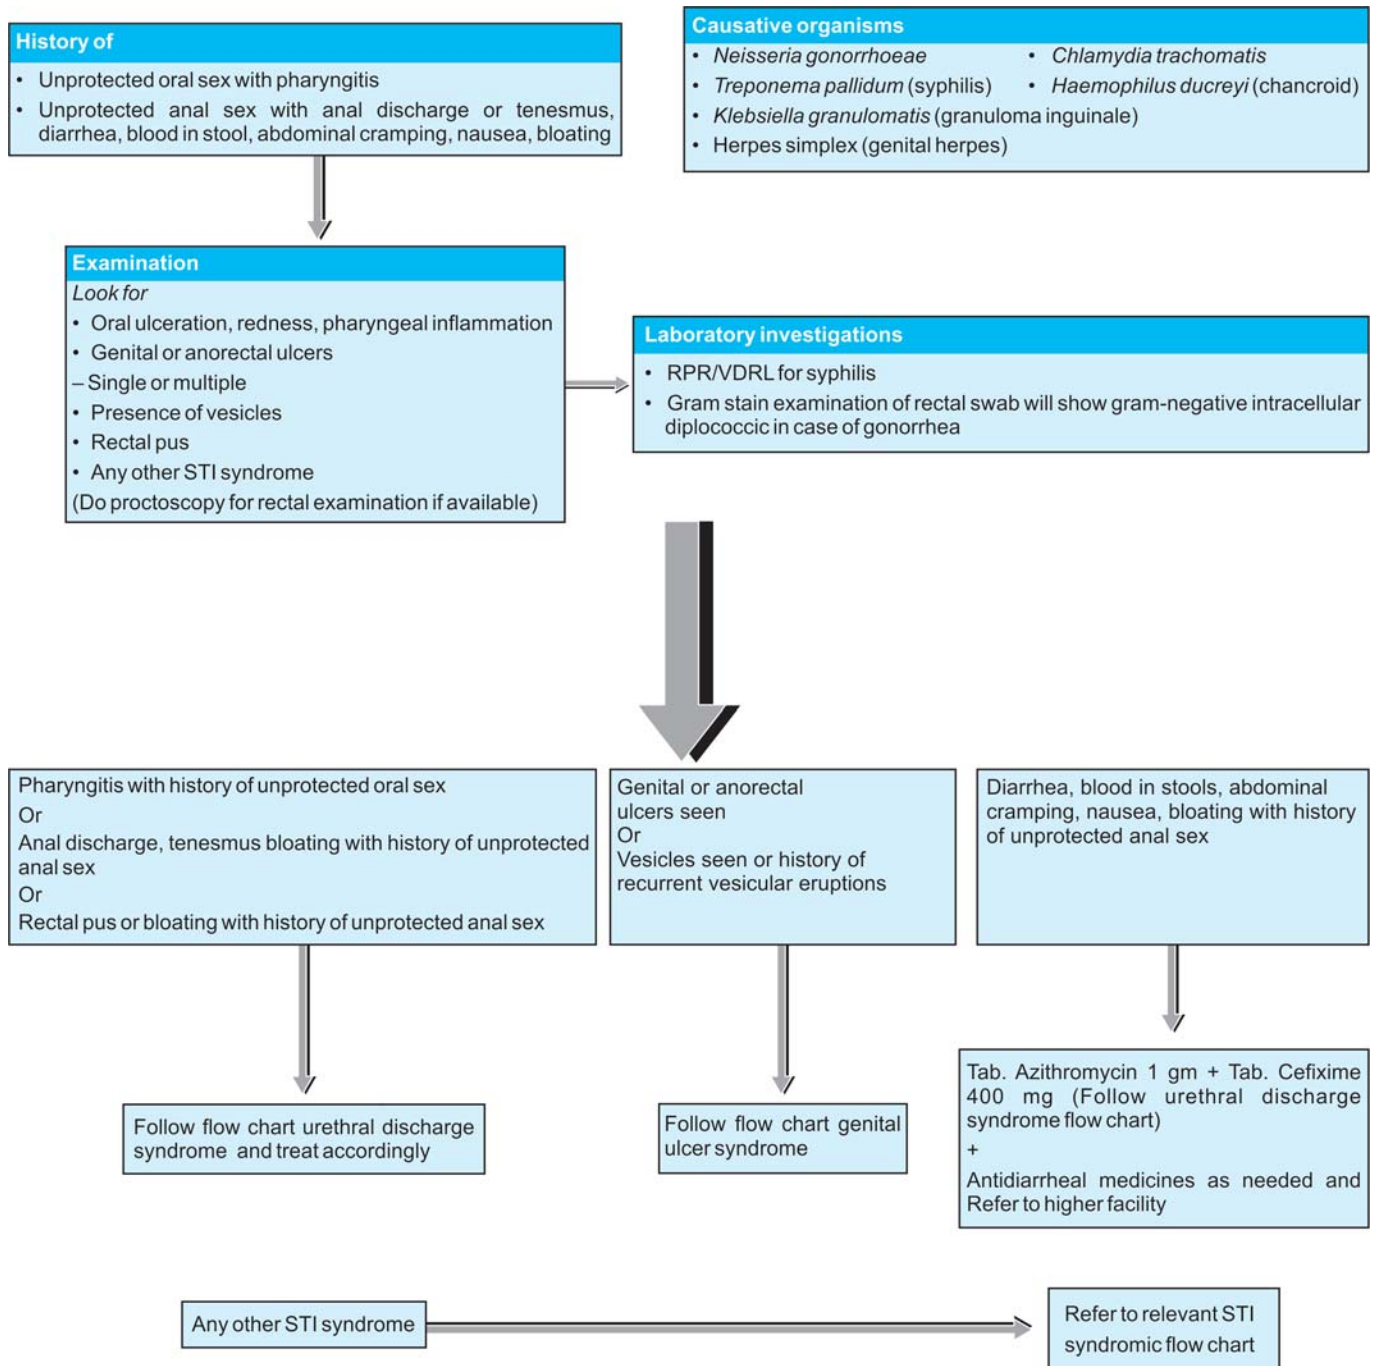 History of
• Unprotected oral sex with pharyngitis
• Unprotected anal sex with anal discharge or tenesmus,
diarrhea, blood in stool, abdominal cramping, nausea, bloating
Causative organisms
• Neisseria gonorrhoeae • Chlamydia trachomatis
• Treponema pallidum (syphilis) • Haemophilus ducreyi (chancroid)
• Klebsiella granulomatis (granuloma inguinale)
• Herpes simplex (genital herpes)
Examination
Look for
• Oral ulceration, redness, pharyngeal inflammation
• Genital or anorectal ulcers
– Single or multiple
• Presence of vesicles
• Rectal pus
• Any other STI syndrome
(Do proctoscopy for rectal examination if available)
Laboratory investigations
• RPR/VDRL for syphilis
• Gram stain examination of rectal swab will show gram-negative intracellular
diplococcic in case of gonorrhea
Pharyngitis with history of unprotected oral sex
Or
Anal discharge, tenesmus bloating with history of unprotected
anal sex
Or
Rectal pus or bloating with history of unprotected anal sex
Genital or anorectal
ulcers seen
Or
Vesicles seen or history of
recurrent vesicular eruptions
Diarrhea, blood in stools, abdominal
cramping, nausea, bloating with history
of unprotected anal sex
Follow flow chart urethral discharge
syndrome and treat accordingly
Follow flow chart genital
ulcer syndrome
Tab. Azithromycin 1 gm + Tab. Cefixime
400 mg (Follow urethral discharge
syndrome flow chart)
+
Antidiarrheal medicines as needed and
Refer to higher facility
Any other STI syndrome
Refer to relevant STI
syndromic flow chart